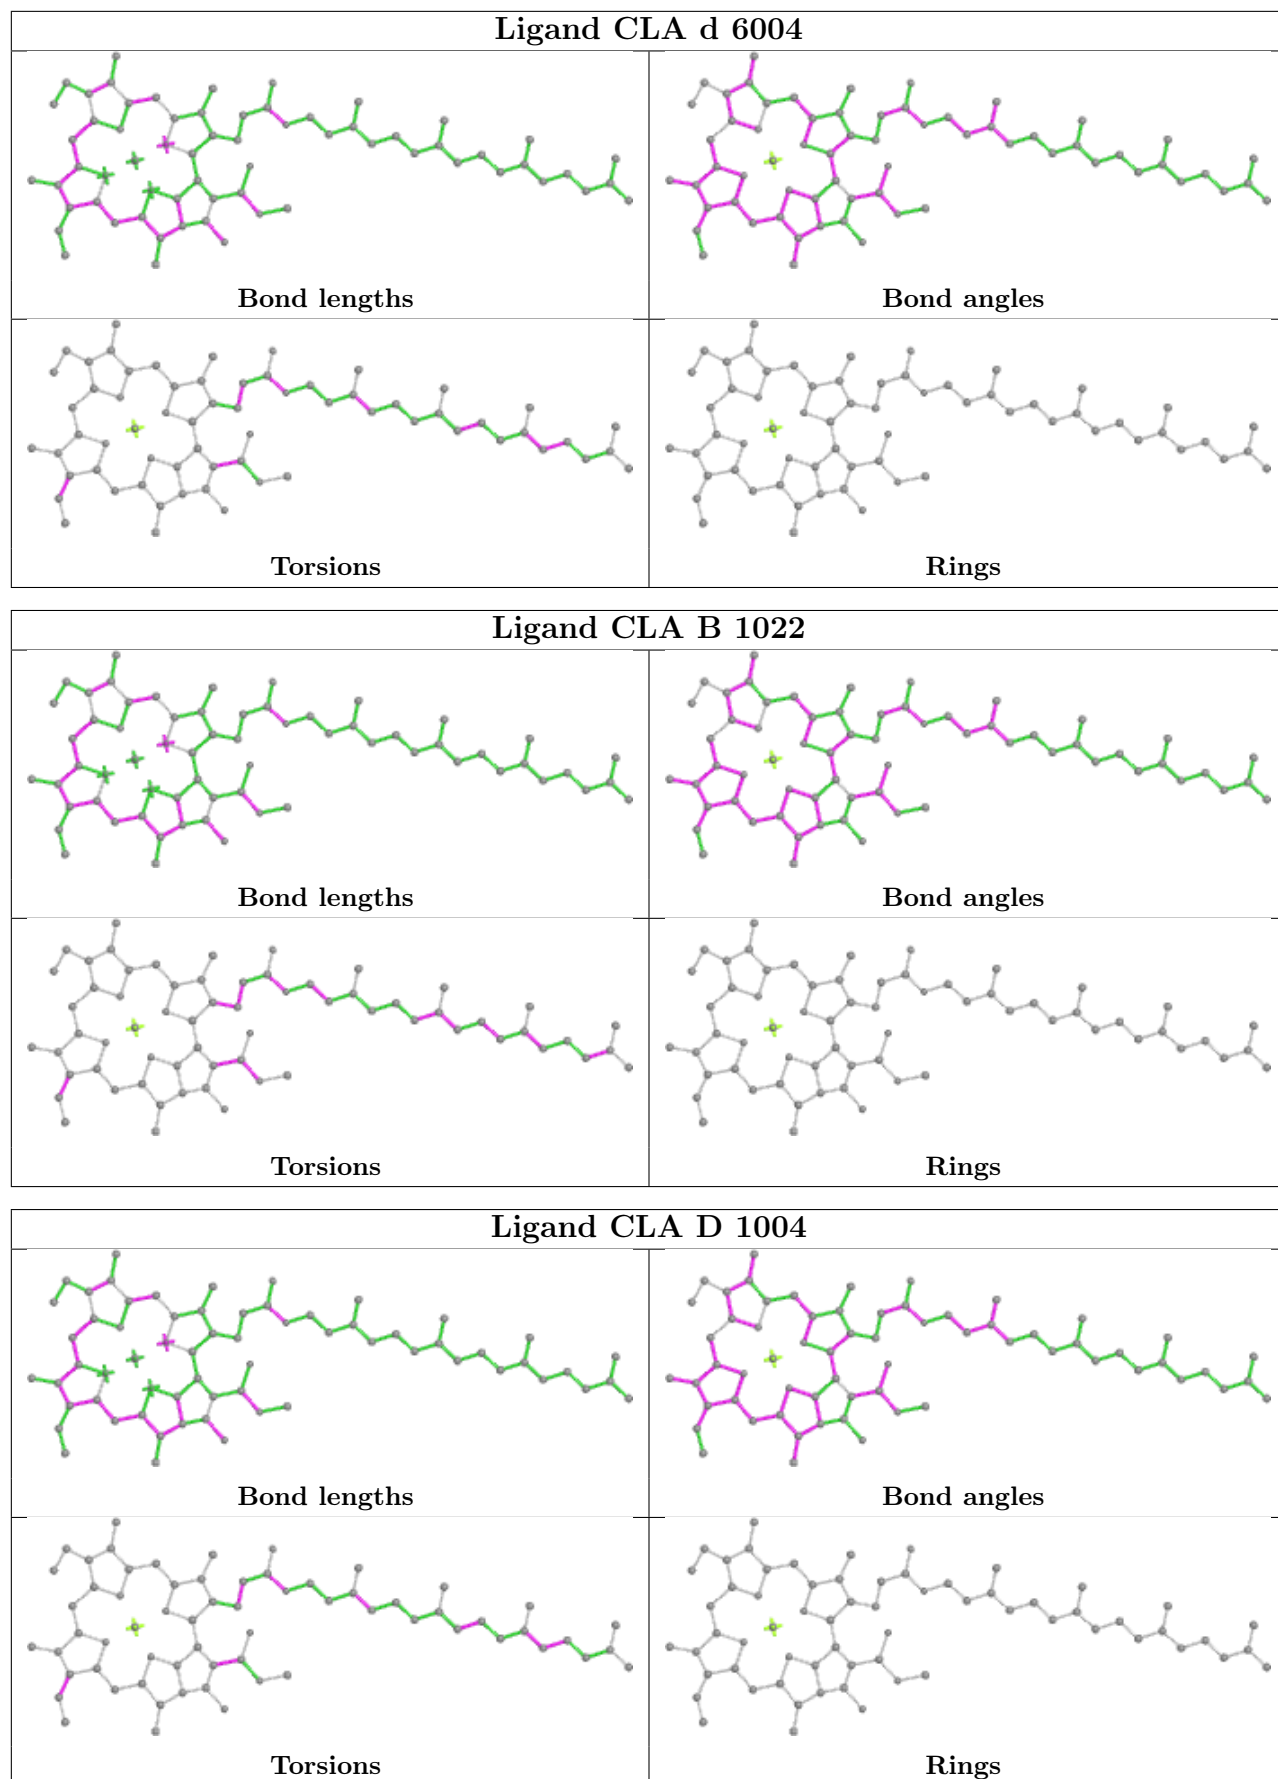 Ligand CLA d 6004
Bond lengths
Bond angles
Torsions
Rings
Ligand CLA B 1022
Bond lengths
Bond angles
Torsions
Rings
Ligand CLA D 1004
Bond lengths
Bond angles
Torsions
Rings